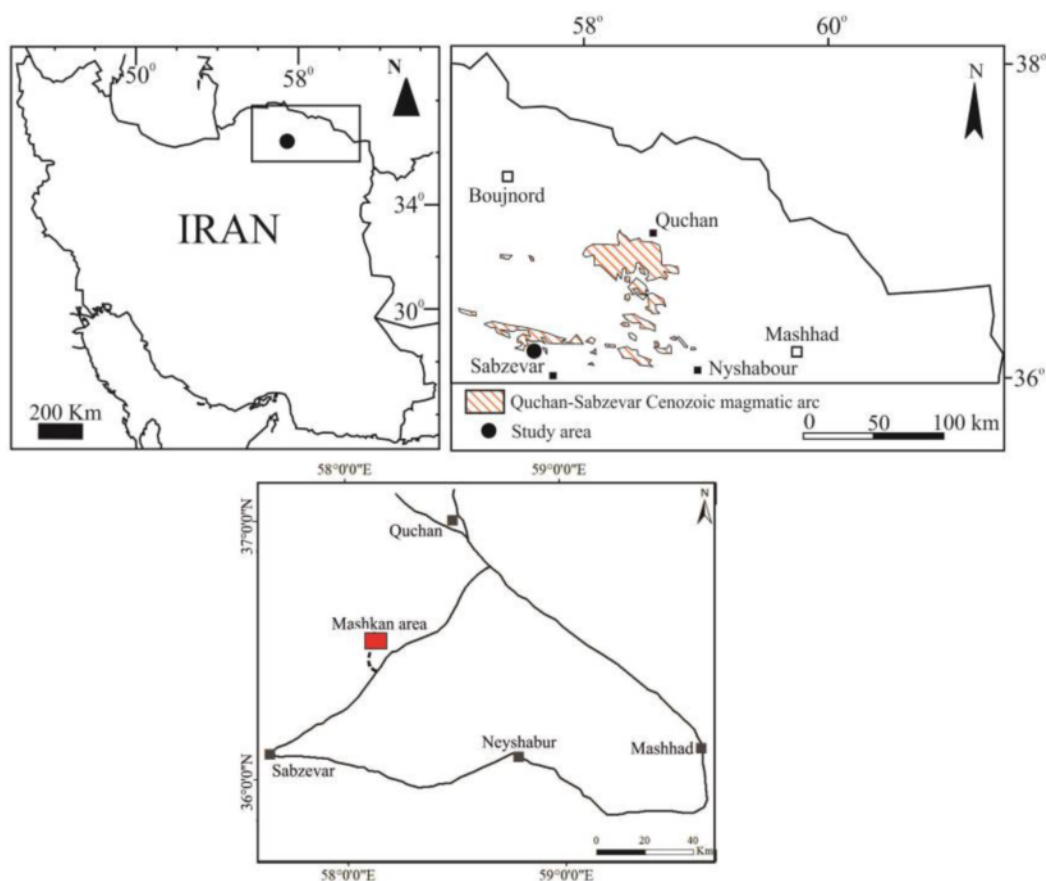 50°
58°
N
34°
IRAN
30°
200 Km
58°
60°
38°
N
Boujnord
Quchan
Mashhad
Sabzevar
Nyshabour
36°
Quchan-Sabzevar Cenozoic magmatic arc
Study area
0 50 100 km
58°0'0"E
59°0'0"E
N
37°0'0"N
Quchan
Mashkan area
Neyshabur
Mashhad
Sabzevar
36°0'0"N
0 20 40
Km
58°0'0"E
59°0'0"E